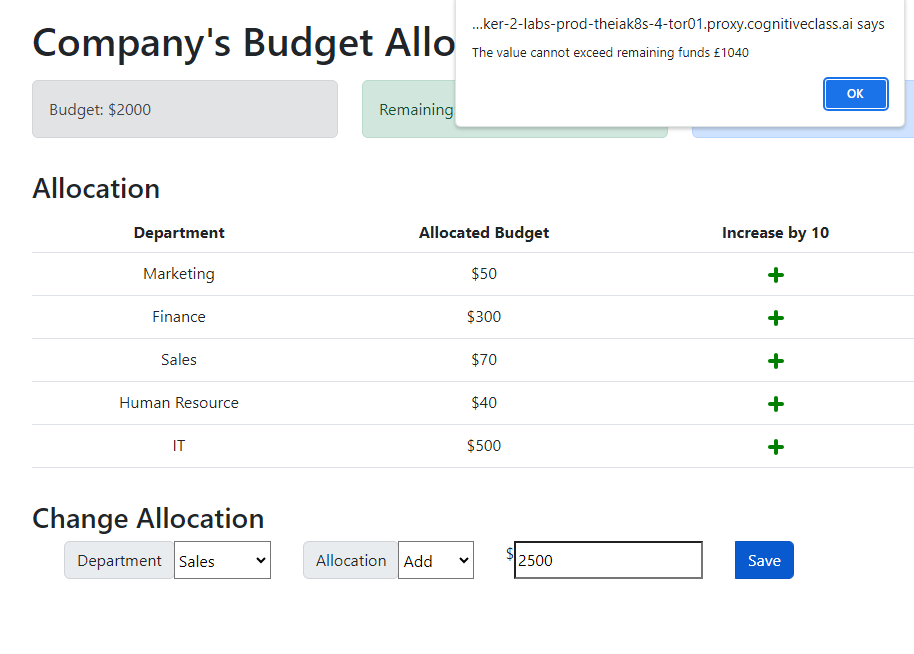 Company's Budget Allo
...ker-2-labs-prod-theiak8s-4-tor01.proxy.cognitiveclass.ai says
The value cannot exceed remaining funds £1040
OK
Budget: $2000
Remaining
Allocation
Department Allocated Budget Increase by 10
Marketing $50
Finance $300
Sales $70
Human Resource $40
IT $500
Change Allocation
Department Sales Allocation Add $ 2500 Save